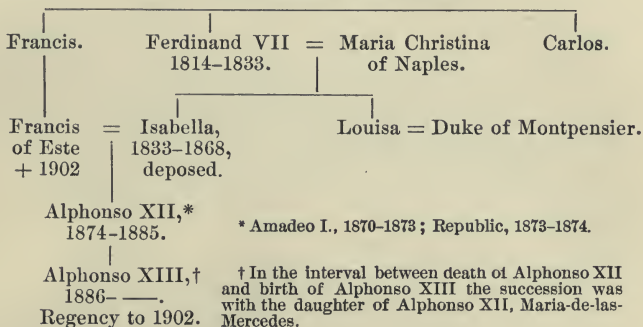 Francis. Ferdinand VII = Maria Christina Carlos.
1814–1833. of Naples.
Francis = Isabella, Louisa = Duke of Montpensier.
of Este 1833–1868,
+ 1902 deposed.
Alphonso XII,*
1874–1885.
* Amadeo I., 1870–1873; Republic, 1873–1874.
Alphonso XIII,†
1886– ——.
Regency to 1902.
† In the interval between death of Alphonso XII
and birth of Alphonso XIII the succession was
with the daughter of Alphonso XII, Maria-de-las-
Mercedes.